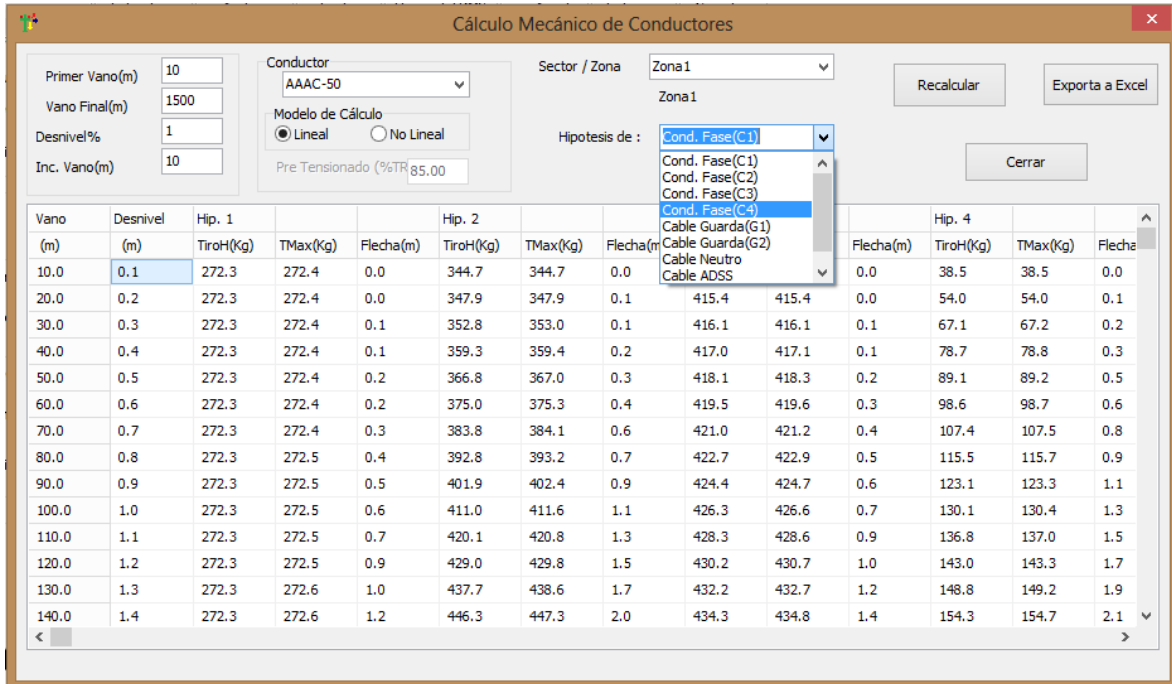 Cálculo Mecánico de Conductores
Primer Vano(m) 10
Vano Final(m) 1500
Desnivel% 1
Inc. Vano(m) 10
Conductor
AAAC-50
Modelo de Cálculo
Lineal No Lineal
Pre Tensionado (%TR 85.00
Sector / Zona Zona1
Zona1
Hipotesis de : Cond. Fase(C1)
Cond. Fase(C1)
Cond. Fase(C2)
Cond. Fase(C3)
Cond. Fase(C4)
Cable Guarda(G1)
Cable Guarda(G2)
Cable Neutro
Cable ADSS
Recalcular
Exporta a Excel
Cerrar
Vano Desnivel Hip. 1 Hip. 2 Hip. 4
(m) (m) TiroH(Kg) TMax(Kg) Flecha(m) TiroH(Kg) TMax(Kg) Flecha(m Flecha(m) TiroH(Kg) TMax(Kg) Flecha
10.0 0.1 272.3 272.4 0.0 344.7 344.7 0.0 0.0 38.5 38.5 0.0
20.0 0.2 272.3 272.4 0.0 347.9 347.9 0.1 415.4 415.4 0.0 54.0 54.0 0.1
30.0 0.3 272.3 272.4 0.1 352.8 353.0 0.1 416.1 416.1 0.1 67.1 67.2 0.2
40.0 0.4 272.3 272.4 0.1 359.3 359.4 0.2 417.0 417.1 0.1 78.7 78.8 0.3
50.0 0.5 272.3 272.4 0.2 366.8 367.0 0.3 418.1 418.3 0.2 89.1 89.2 0.5
60.0 0.6 272.3 272.4 0.2 375.0 375.3 0.4 419.5 419.6 0.3 98.6 98.7 0.6
70.0 0.7 272.3 272.4 0.3 383.8 384.1 0.6 421.0 421.2 0.4 107.4 107.5 0.8
80.0 0.8 272.3 272.5 0.4 392.8 393.2 0.7 422.7 422.9 0.5 115.5 115.7 0.9
90.0 0.9 272.3 272.5 0.5 401.9 402.4 0.9 424.4 424.7 0.6 123.1 123.3 1.1
100.0 1.0 272.3 272.5 0.6 411.0 411.6 1.1 426.3 426.6 0.7 130.1 130.4 1.3
110.0 1.1 272.3 272.5 0.7 420.1 420.8 1.3 428.3 428.6 0.9 136.8 137.0 1.5
120.0 1.2 272.3 272.5 0.9 429.0 429.8 1.5 430.2 430.7 1.0 143.0 143.3 1.7
130.0 1.3 272.3 272.6 1.0 437.7 438.6 1.7 432.2 432.7 1.2 148.8 149.2 1.9
140.0 1.4 272.3 272.6 1.2 446.3 447.3 2.0 434.3 434.8 1.4 154.3 154.7 2.1